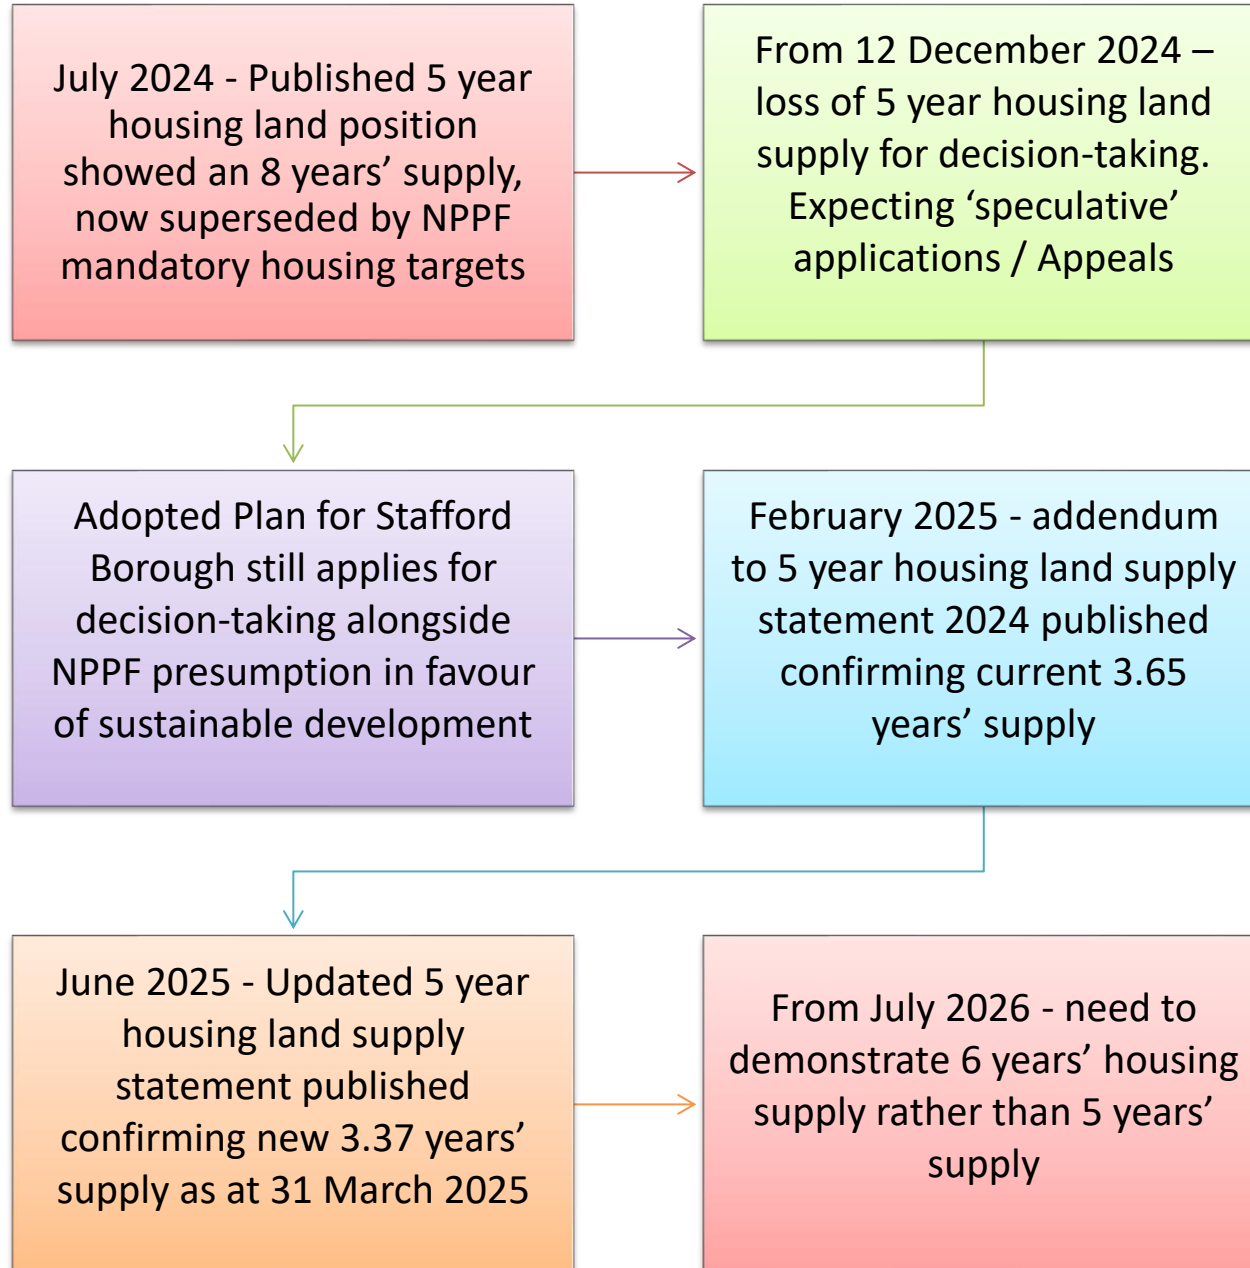 July 2024 - Published 5 year
housing land position
showed an 8 years’ supply,
now superseded by NPPF
mandatory housing targets
From 12 December 2024 –
loss of 5 year housing land
supply for decision-taking.
Expecting ‘speculative’
applications / Appeals
Adopted Plan for Stafford
Borough still applies for
decision-taking alongside
NPPF presumption in favour
of sustainable development
February 2025 - addendum
to 5 year housing land supply
statement 2024 published
confirming current 3.65
years’ supply
June 2025 - Updated 5 year
housing land supply
statement published
confirming new 3.37 years’
supply as at 31 March 2025
From July 2026 - need to
demonstrate 6 years’ housing
supply rather than 5 years’
supply